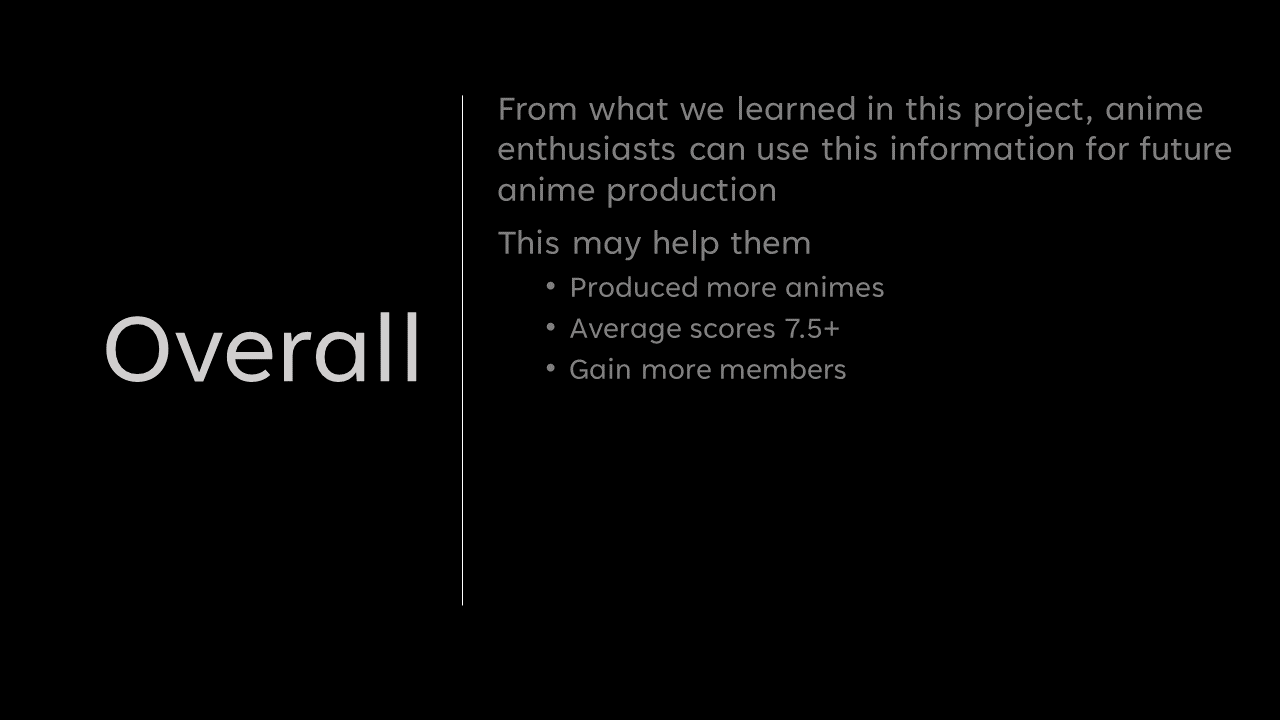 Overall
From what we learned in this project, anime
enthusiasts can use this information for future
anime production
This may help them
• Produced more animes
• Average scores 7.5+
• Gain more members